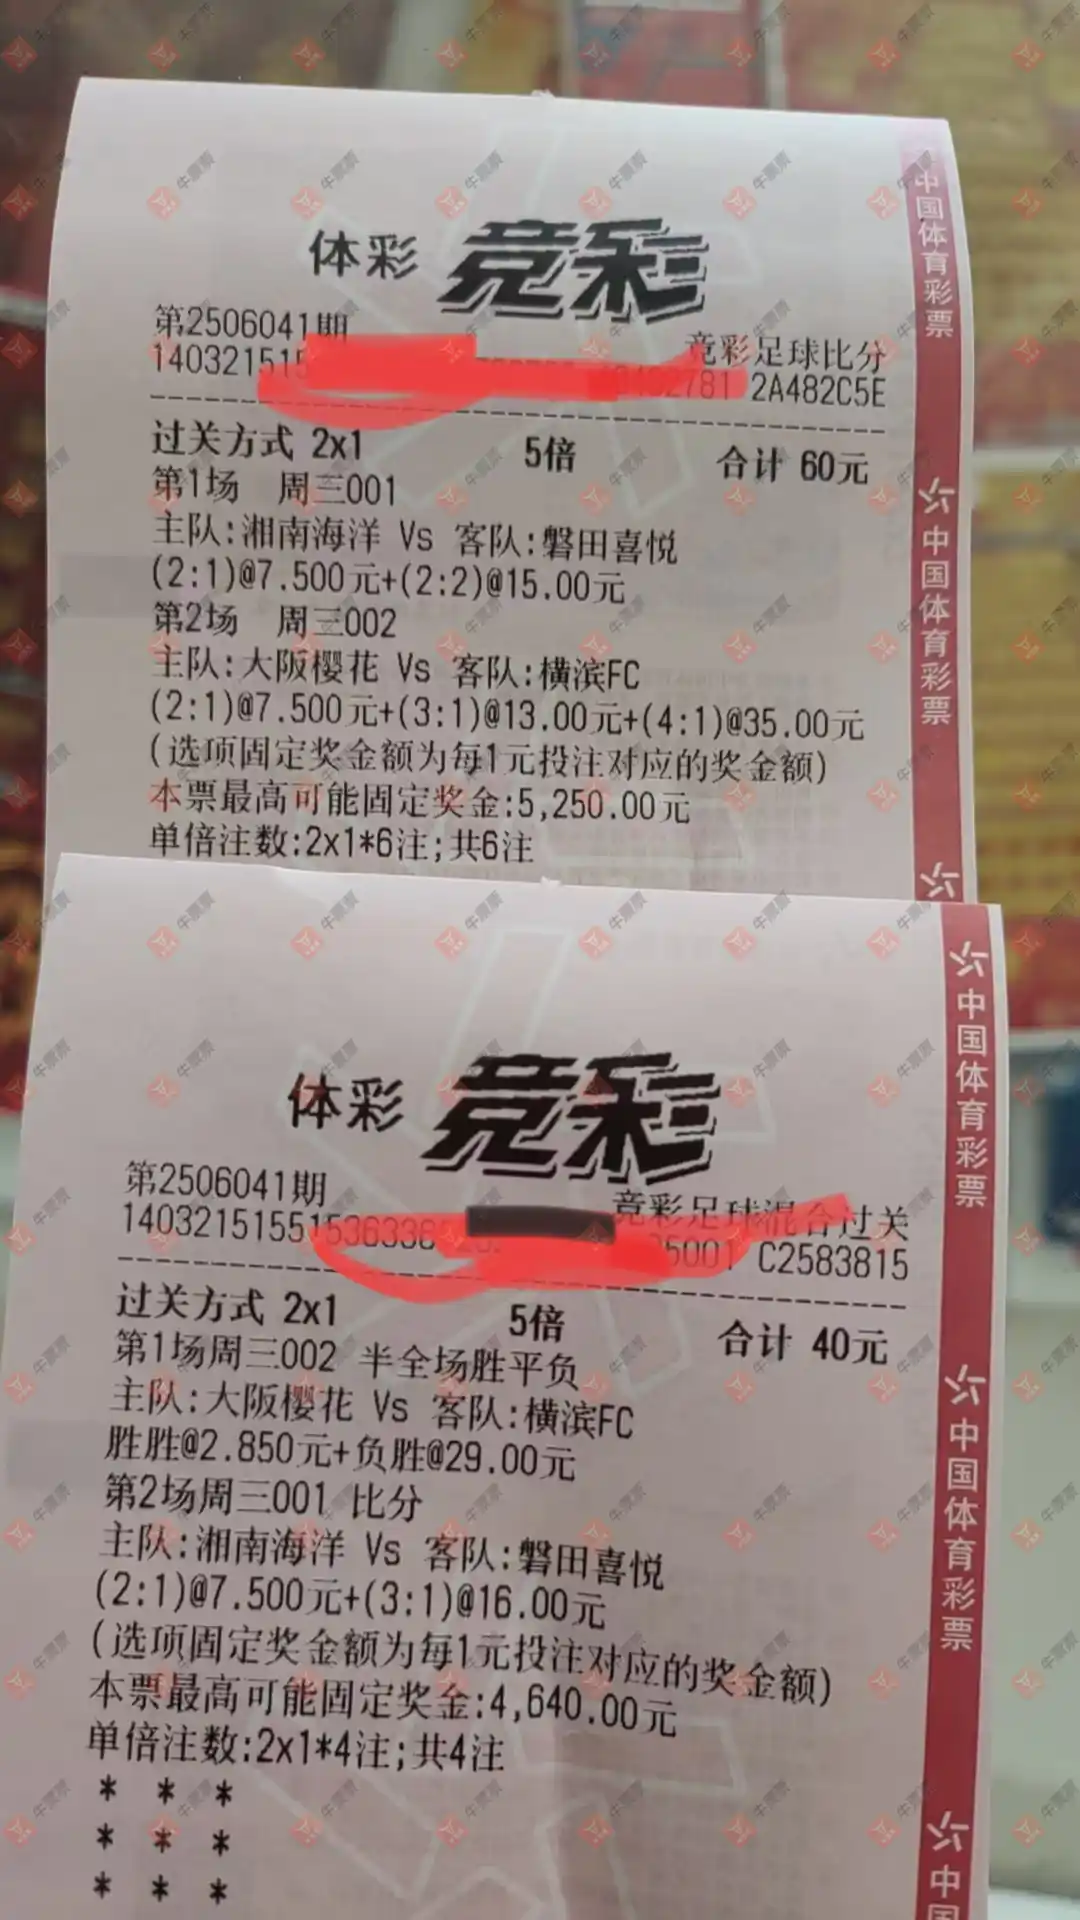 体彩 竞彩
第2506041期
竞彩足球比分
140321515
2781 2A482C5E
过关方式 2x1 5倍 合计 60元
第1场 周三001
主队:湘南海洋 Vs 客队:磐田喜悦
(2:1)@7.500元+(2:2)@15.00元
第2场 周三002
主队:大阪樱花 Vs 客队:横滨FC
(2:1)@7.500元+(3:1)@13.00元+(4:1)@35.00元
(选项固定奖金额为每1元投注对应的奖金额)
本票最高可能固定奖金:5,250.00元
单倍注数:2x1*6注;共6注
中国体育彩票
中国体育彩票
体彩 竞彩
第2506041期
竞彩足球混合过关
14032151551536336
5001 C2583815
过关方式 2x1 5倍 合计 40元
第1场周三002 半全场胜平负
主队:大阪樱花 Vs 客队:横滨FC
胜胜@2.850元+负胜@29.00元
第2场周三001 比分
主队:湘南海洋 Vs 客队:磐田喜悦
(2:1)@7.500元+(3:1)@16.00元
(选项固定奖金额为每1元投注对应的奖金额)
本票最高可能固定奖金:4,640.00元
单倍注数:2x1*4注;共4注
* * *
* * *
* * *
中国体育彩票
中国体育彩票
中国
牛票票